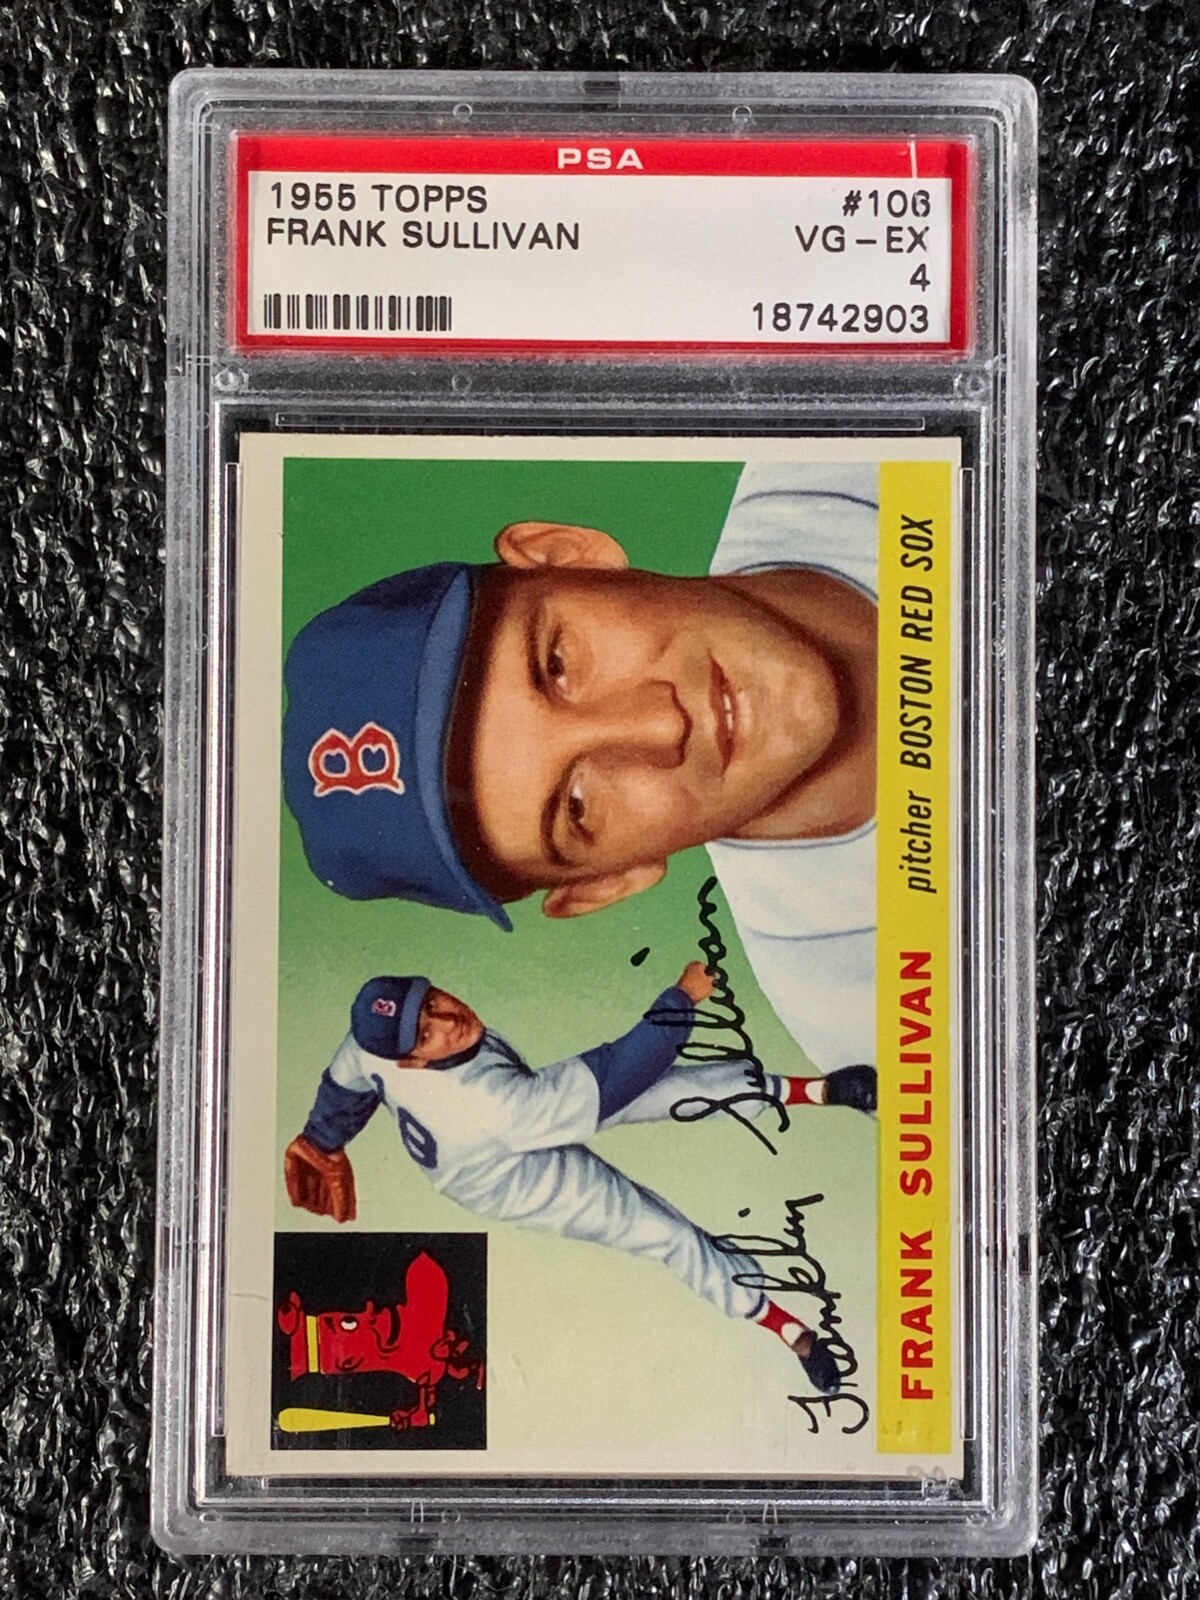 PSA
1955 TOPPS #106
FRANK SULLIVAN VG-EX
4
18742903
B
B
Franklin Sullivan
FRANK SULLIVAN pitcher BOSTON RED SOX